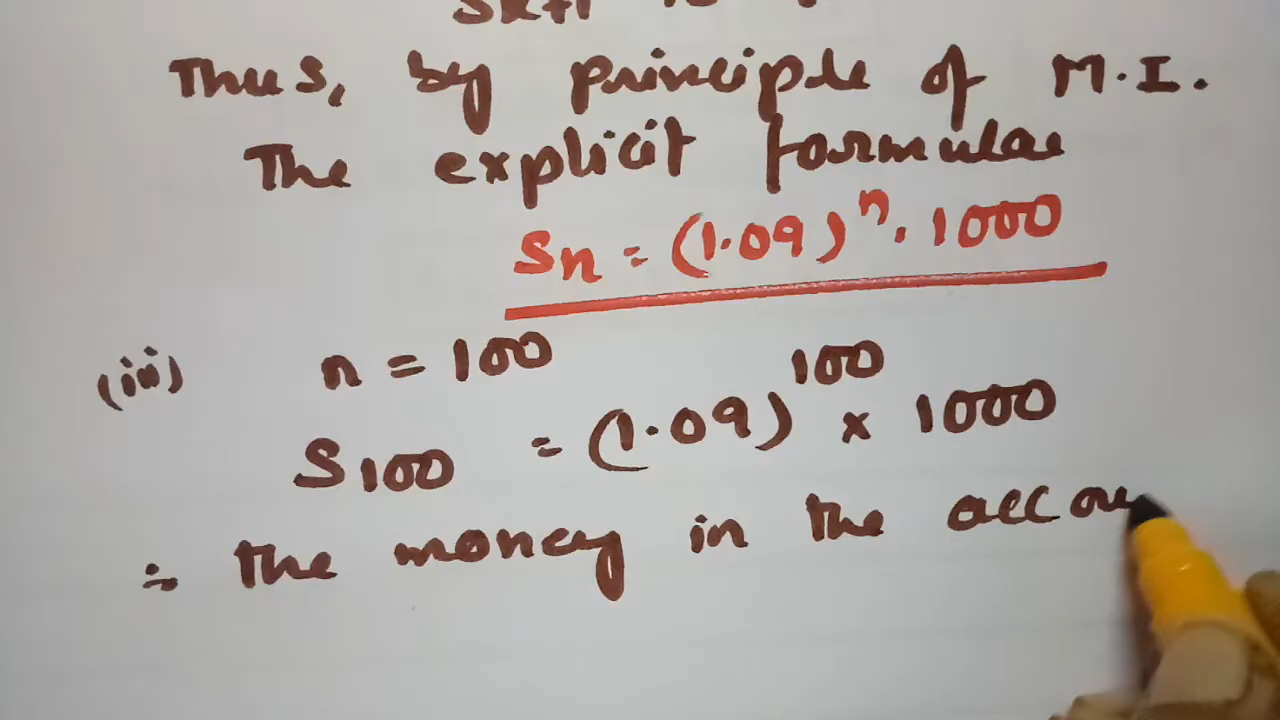 Thus, by principle of M.I.
The explicit formulae
Sn = (1.09)^n . 1000
(iii) n = 100
S100 = (1.09)^100 x 1000
∴ the money in the accou